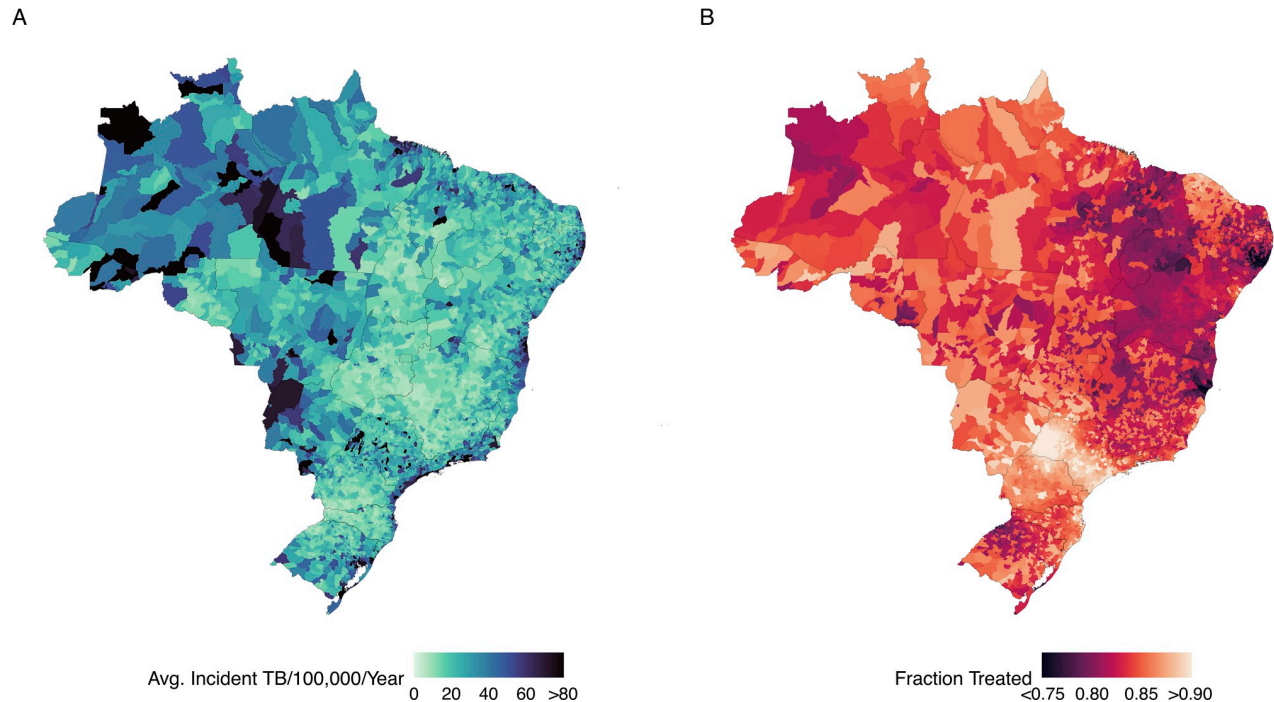 A
B
Avg. Incident TB/100,000/Year
0 20 40 60 >80
Fraction Treated
<0.75 0.80 0.85 >0.90